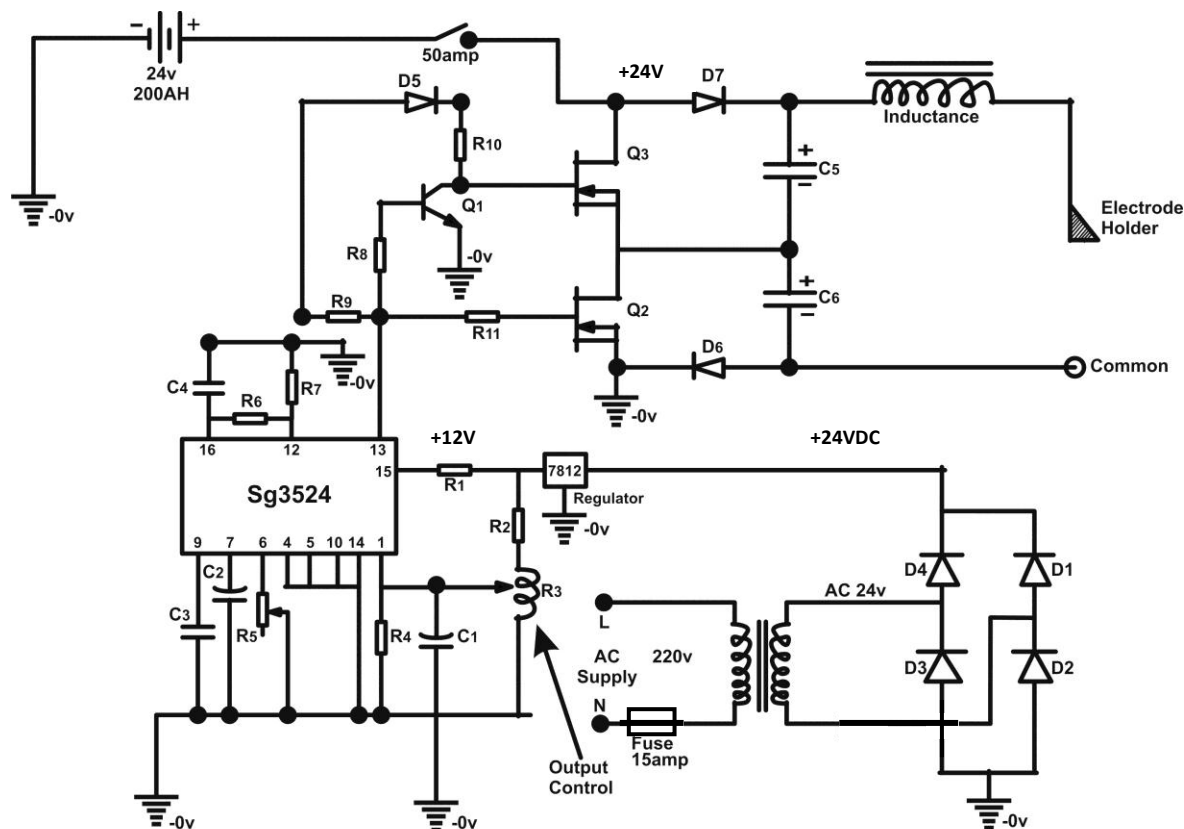 - +
24v
200AH
50amp
+24V
D5
D7
Inductance
R10
Q3
+
C5
-
-0v
Q1
Electrode
Holder
R8
-0v
+
C6
-
R9
R11
Q2
D6
Common
C4
R7
-0v
R6
-0v
+12V
+24VDC
16 12 13
15
R1
7812
Regulator
Sg3524
R2
-0v
9 7 6 4 5 10 14 1
C2
R3
D4
D1
AC 24v
C3
R5
R4
C1
L
AC
Supply
220v
D3
D2
N
Fuse
15amp
Output
Control
-0v
-0v
-0v